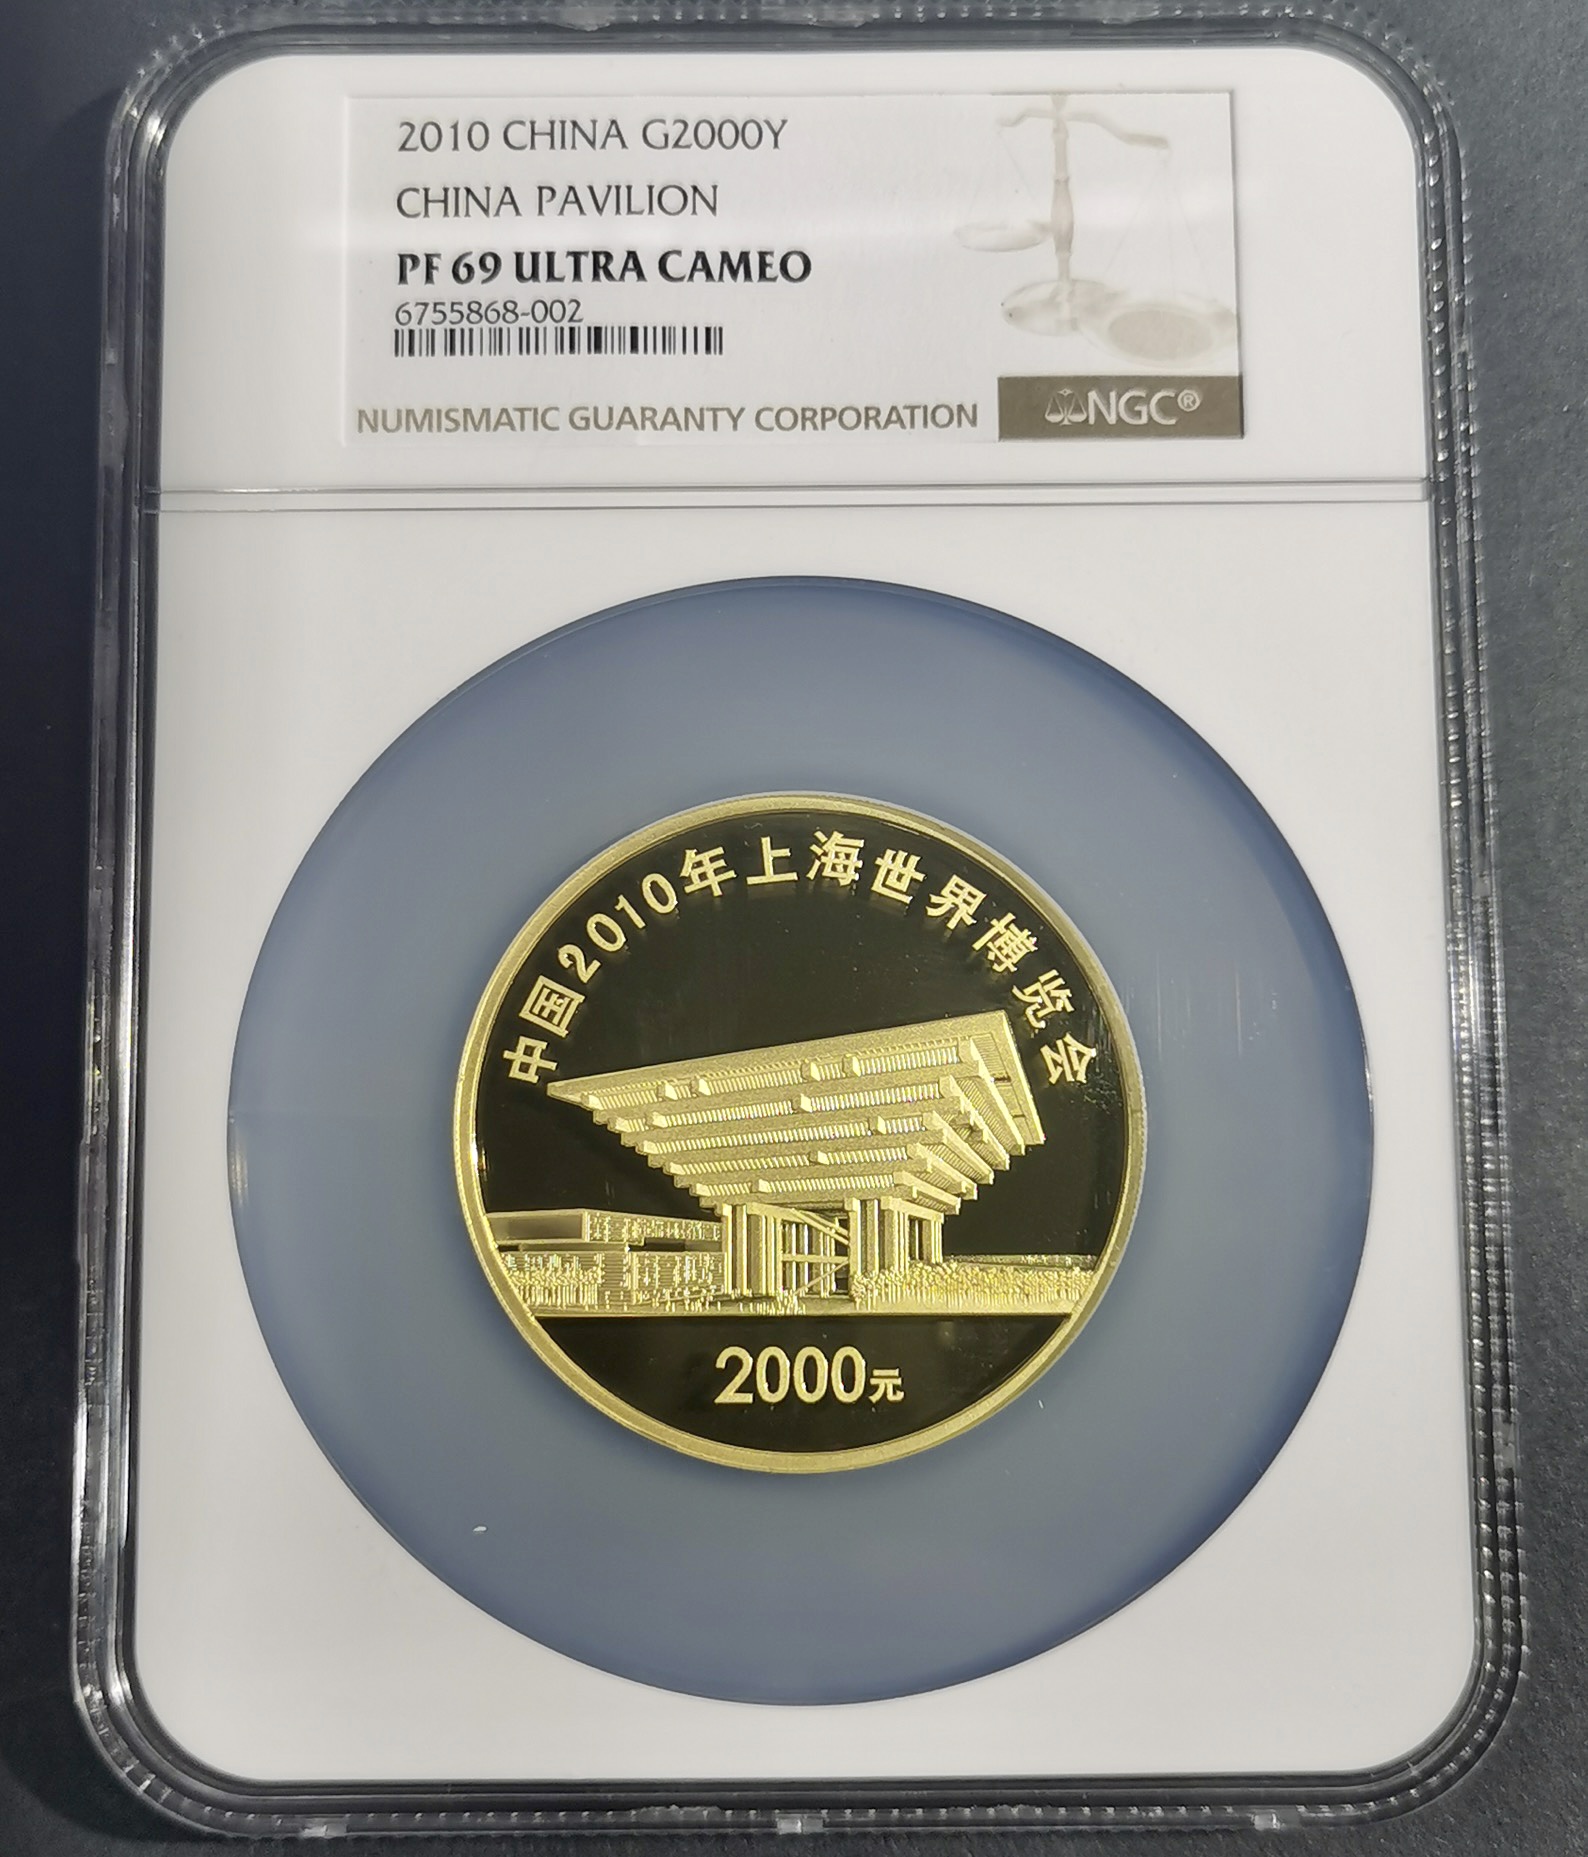 2010 CHINA G2000Y
CHINA PAVILION
PF 69 ULTRA CAMEO
6755868-002
NUMISMATIC GUARANTY CORPORATION
NGC®
中国2010年上海世界博览会
2000元